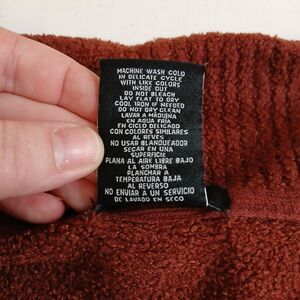 MACHINE WASH COLD
IN DELICATE CYCLE
WITH LIKE COLORS
INSIDE OUT
DO NOT BLEACH
LAY FLAT TO DRY
COOL IRON IF NEEDED
DO NOT DRY CLEAN
LAVAR A MAQUINA
EN AGUA FRIA
EN CICLO DELICADO
CON COLORES SIMILARES
AL REVES
NO USAR BLANQUEADOR
SECAR EN UNA
SUPERFICIE
PLANA AL AIRE LIBRE BAJO
LA SOMBRA
PLANCHAR A
TEMPERATURA BAJA
AL REVERSO
NO ENVIAR A UN SERVICIO
DE LAVADO EN SECO